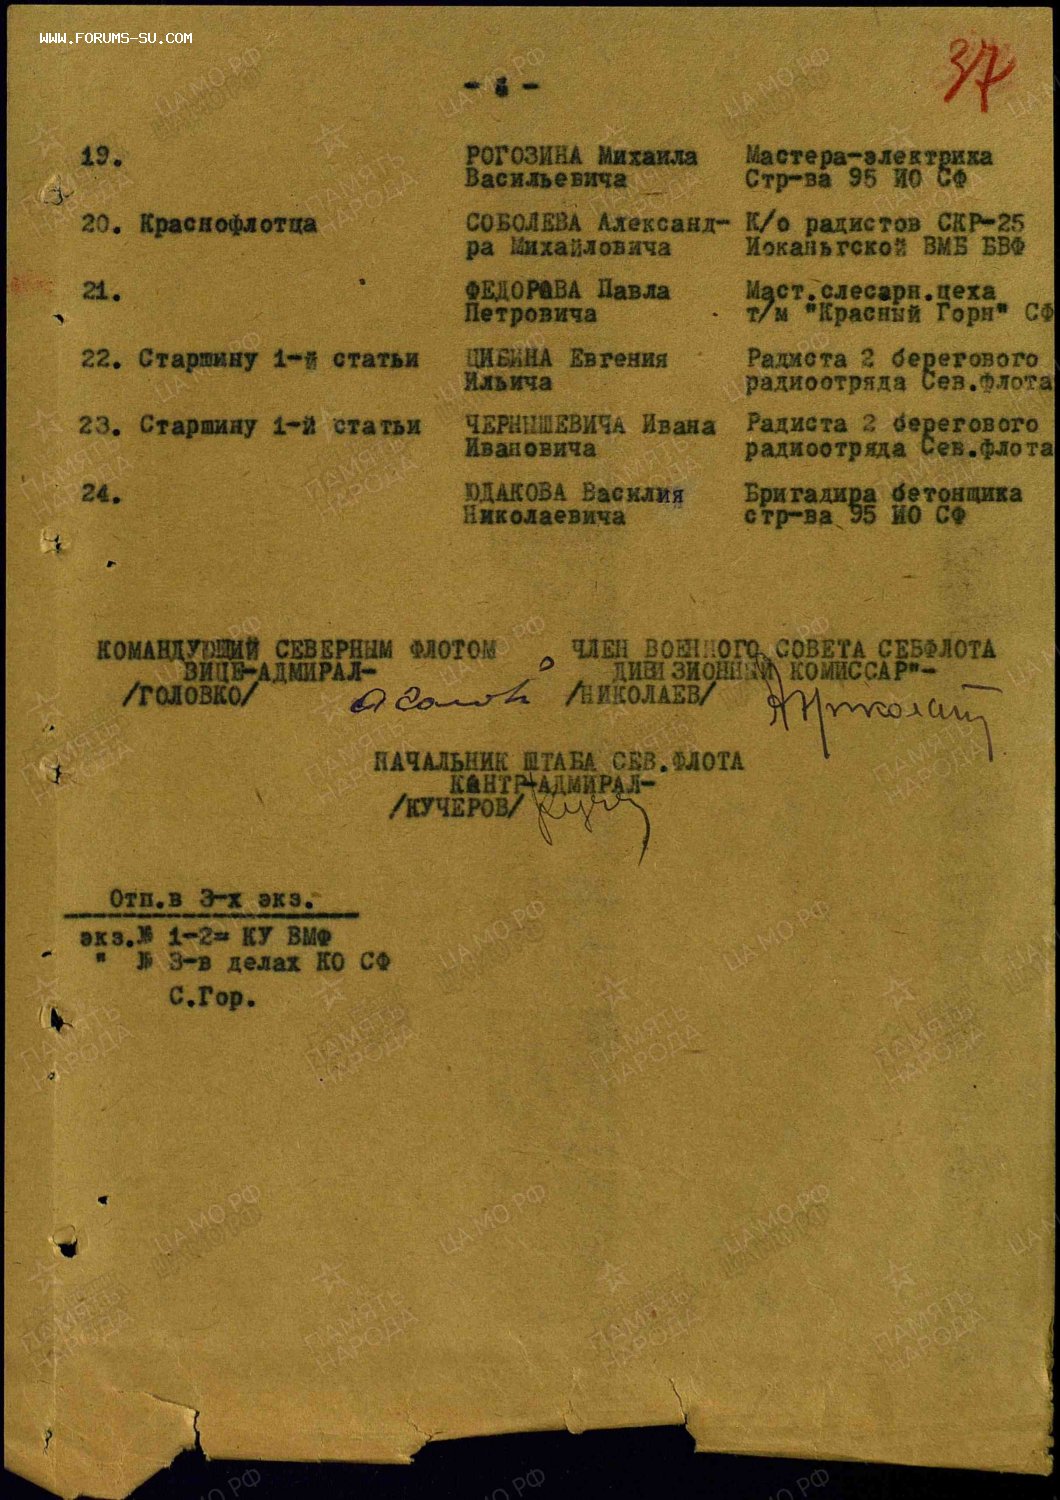 WWW.FORUMS-SU.COM
37
19. РОГОЗИНА Михаила Мастера-электрика
Васильевича Стр-ва 95 ИО СФ
20. Краснофлотца СОБОЛЕВА Александ- К/о радистов СКР-25
ра Михайловича Иоканьгской ВМБ БВФ
21. ФЕДОРОВА Павла Маст.слесарн.цеха
Петровича т/м "Красный Горн" СФ
22. Старшину 1-й статьи ЦИБИНА Евгения Радиста 2 берегового
Ильича радиоотряда Сев.флота
23. Старшину 1-й статьи ЧЕРНЫШЕВИЧА Ивана Радиста 2 берегового
Ивановича радиоотряда Сев.флота
24. ЮДАКОВА Василия Бригадира бетонщика
Николаевича стр-ва 95 ИО СФ
КОМАНДУЮЩИЙ СЕВЕРНЫМ ФЛОТОМ ЧЛЕН ВОЕННОГО СОВЕТА СЕВФЛОТА
ВИЦЕ-АДМИРАЛ- ДИВИЗИОННЫЙ КОМИССАР"-
/ГОЛОВКО/ /НИКОЛАЕВ/
НАЧАЛЬНИК ШТАБА СЕВ.ФЛОТА
КОНТР-АДМИРАЛ-
/КУЧЕРОВ/
Отп.в 3-х экз.
экз.№ 1-2= КУ ВМФ
" № 3-в делах КО СФ
С.Гор.
ПАМЯТЬ НАРОДА
ЦАМО РФ